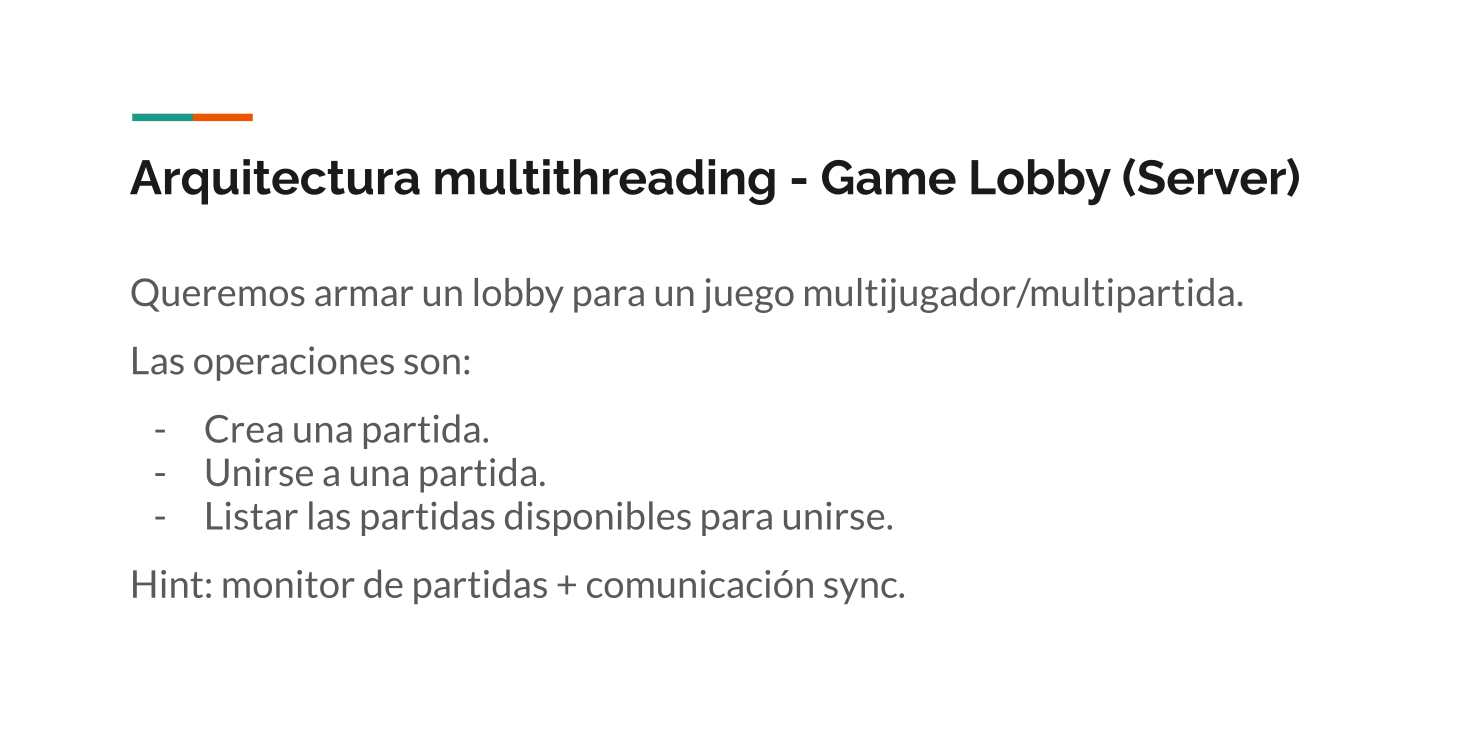 Arquitectura multithreading - Game Lobby (Server)
Queremos armar un lobby para un juego multijugador/multipartida.
Las operaciones son:
- Crea una partida.
- Unirse a una partida.
- Listar las partidas disponibles para unirse.
Hint: monitor de partidas + comunicación sync.